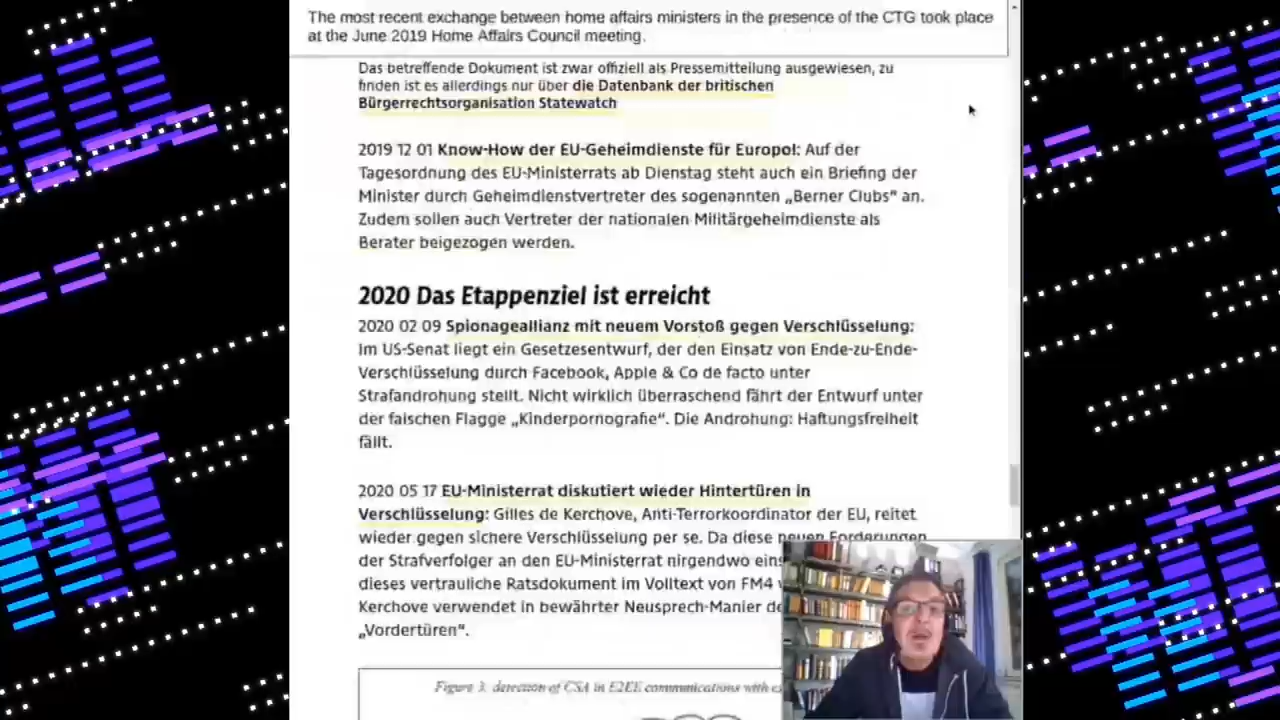 The most recent exchange between home affairs ministers in the presence of the CTG took place
at the June 2019 Home Affairs Council meeting.
Das betreffende Dokument ist zwar offiziell als Pressemitteilung ausgewiesen, zu
finden ist es allerdings nur über die Datenbank der britischen
Bürgerrechtsorganisation Statewatch
2019 12 01 Know-How der EU-Geheimdienste für Europol: Auf der
Tagesordnung des EU-Ministerrats ab Dienstag steht auch ein Briefing der
Minister durch Geheimdienstvertreter des sogenannten „Berner Clubs“ an.
Zudem sollen auch Vertreter der nationalen Militärgeheimdienste als
Berater beigezogen werden.
2020 Das Etappenziel ist erreicht
2020 02 09 Spionageallianz mit neuem Vorstoß gegen Verschlüsselung:
Im US-Senat liegt ein Gesetzesentwurf, der den Einsatz von Ende-zu-Ende-
Verschlüsselung durch Facebook, Apple & Co de facto unter
Strafandrohung stellt. Nicht wirklich überraschend fährt der Entwurf unter
der falschen Flagge „Kinderpornografie“. Die Androhung: Haftungsfreiheit
fällt.
2020 05 17 EU-Ministerrat diskutiert wieder Hintertüren in
Verschlüsselung: Gilles de Kerchove, Anti-Terrorkoordinator der EU, reitet
wieder gegen sichere Verschlüsselung per se. Da diese neuen Forderungen
der Strafverfolger an den EU-Ministerrat nirgendwo
dieses vertrauliche Ratsdokument im Volltext von FM4
Kerchove verwendet in bewährter Neusprech-Manier
„Vordertüren“.
Figure 3. detection of CSA in E2EE communications with